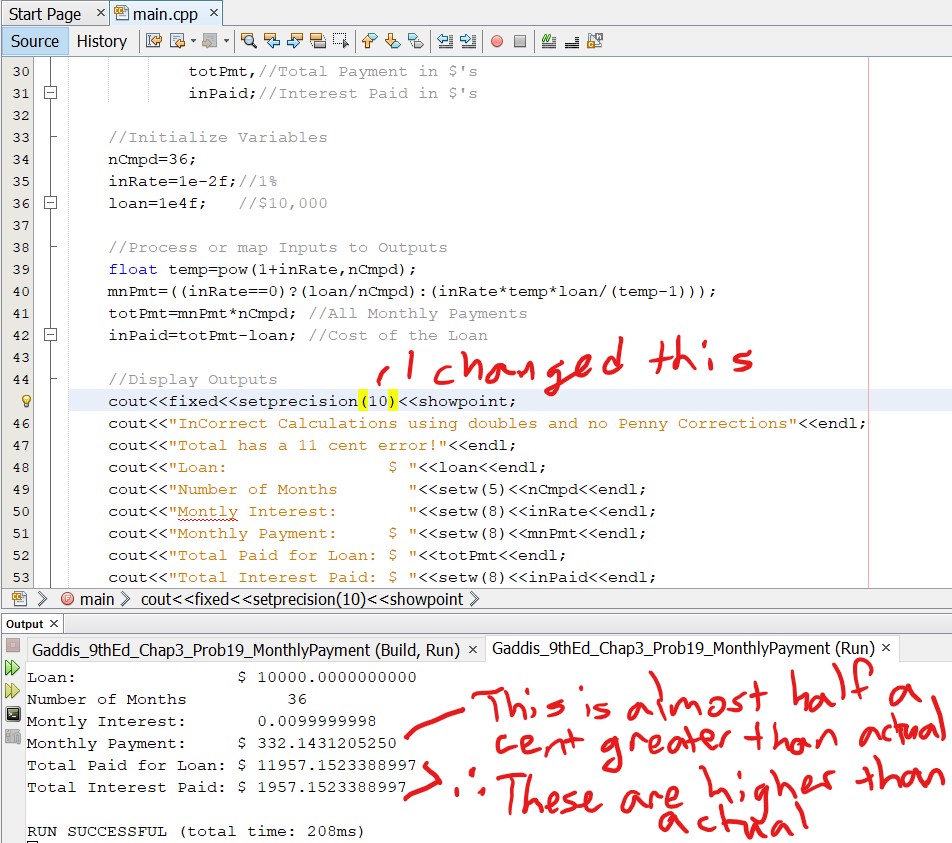 Start Page × main.cpp ×
Source History
30 totPmt,//Total Payment in $'s
31 inPaid;//Interest Paid in $'s
32
33 //Initialize Variables
34 nCmpd=36;
35 inRate=1e-2f;//1%
36 loan=1e4f; //$10,000
37
38 //Process or map Inputs to Outputs
39 float temp=pow(1+inRate,nCmpd);
40 mnPmt=((inRate==0)?(loan/nCmpd):(inRate*temp*loan/(temp-1)));
41 totPmt=mnPmt*nCmpd; //All Monthly Payments
42 inPaid=totPmt-loan; //Cost of the Loan
43
I changed this
44 //Display Outputs
cout<<fixed<<setprecision(10)<<showpoint;
46 cout<<"InCorrect Calculations using doubles and no Penny Corrections"<<endl;
47 cout<<"Total has a 11 cent error!"<<endl;
48 cout<<"Loan: $ "<<loan<<endl;
49 cout<<"Number of Months "<<setw(5)<<nCmpd<<endl;
50 cout<<"Montly Interest: "<<setw(8)<<inRate<<endl;
51 cout<<"Monthly Payment: $ "<<setw(8)<<mnPmt<<endl;
52 cout<<"Total Paid for Loan: $ "<<totPmt<<endl;
53 cout<<"Total Interest Paid: $ "<<setw(8)<<inPaid<<endl;
main cout<<fixed<<setprecision(10)<<showpoint
Output ×
Gaddis_9thEd_Chap3_Prob19_MonthlyPayment (Build, Run) × Gaddis_9thEd_Chap3_Prob19_MonthlyPayment (Run) ×
Loan: $ 10000.0000000000
Number of Months 36
Montly Interest: 0.0099999998
Monthly Payment: $ 332.1431205250
Total Paid for Loan: $ 11957.1523388997
Total Interest Paid: $ 1957.1523388997
RUN SUCCESSFUL (total time: 208ms)
This is almost half a
cent greater than actual
∴ These are higher than
actual